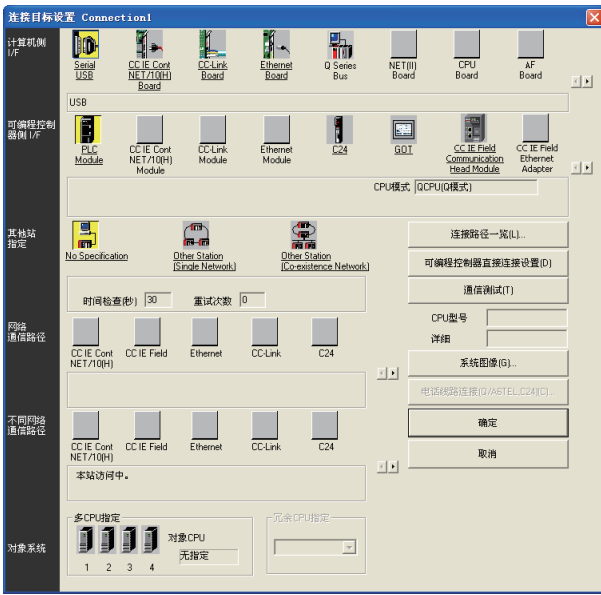 连接目标设置 Connection1
计算机侧
I/F
Serial
USB
CC IE Cont
NET/10(H)
Board
CC-Link
Board
Ethernet
Board
Q Series
Bus
NET(II)
Board
CPU
Board
AF
Board
USB
可编程控制
器侧 I/F
PLC
Module
CC IE Cont
NET/10(H)
Module
CC-Link
Module
Ethernet
Module
C24
GOT
CC IE Field
Communication
Head Module
CC IE Field
Ethernet
Adapter
CPU模式 QCPU(Q模式)
其他站
指定
No Specification
Other Station
(Single Network)
Other Station
(Co-existence Network)
连接路径一览(L)...
可编程控制器直接连接设置(D)
通信测试(T)
时间检查(秒) 30 重试次数 0
CPU型号
详细
网络
通信路径
CC IE Cont
NET/10(H)
CC IE Field
Ethernet
CC-Link
C24
系统图像(G)...
电话线路连接(Q/A6TEL,C24)(C)...
不同网络
通信路径
CC IE Cont
NET/10(H)
CC IE Field
Ethernet
CC-Link
C24
确定
取消
本站访问中。
对象系统
多CPU指定
1 2 3 4
对象CPU
无指定
冗余CPU指定